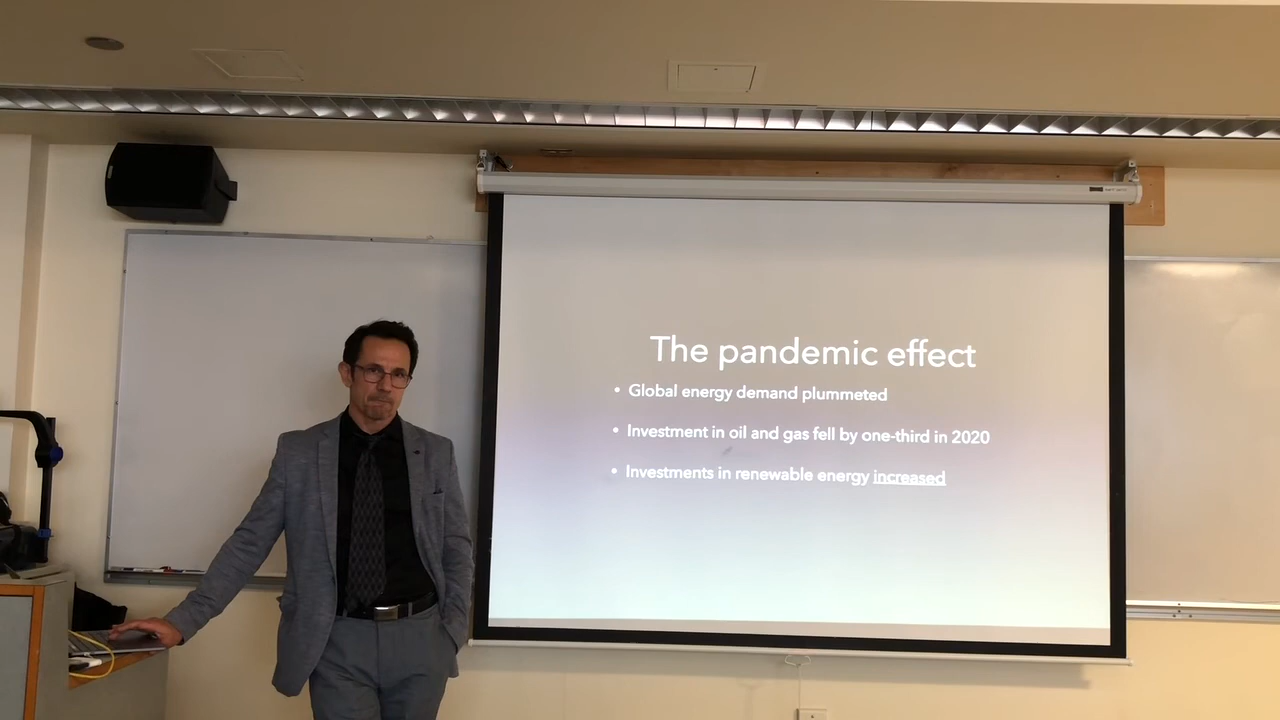 The pandemic effect
• Global energy demand plummeted
• Investment in oil and gas fell by one-third in 2020
• Investments in renewable energy increased